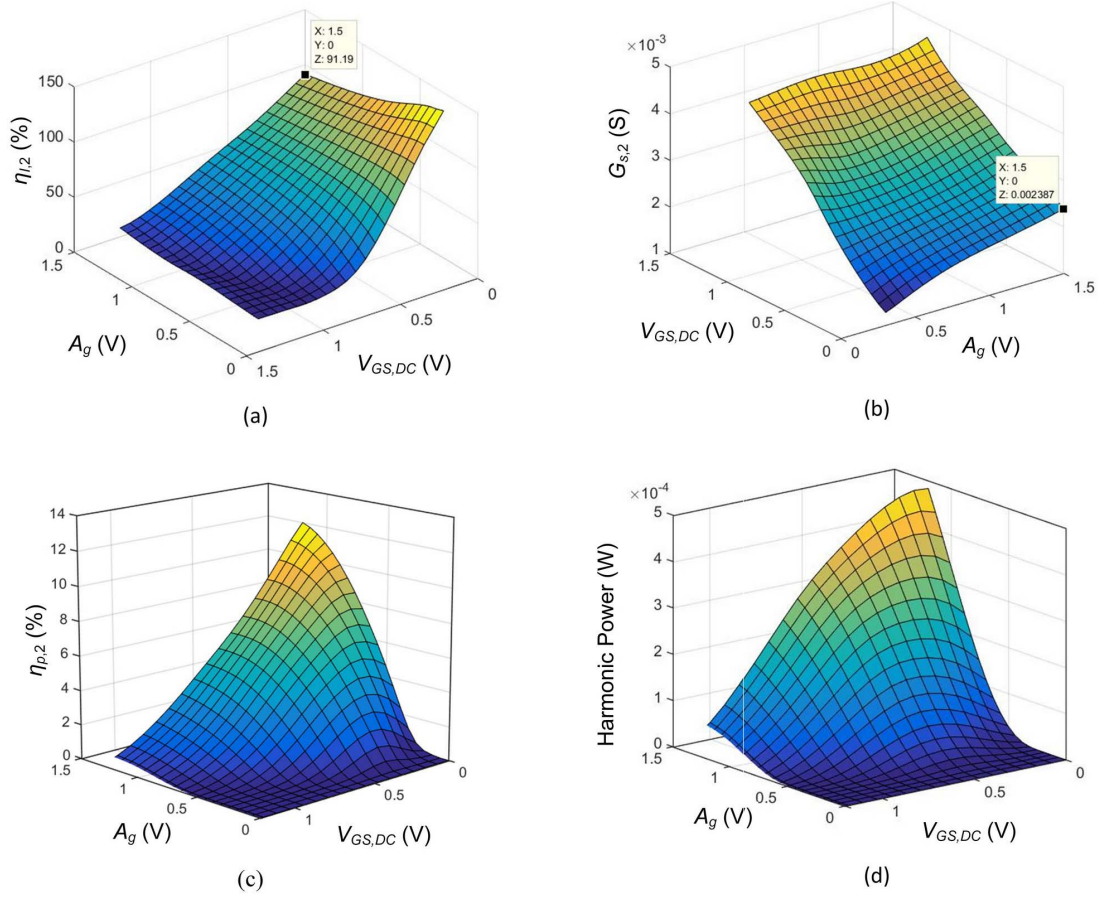 X: 1.5
Y: 0
Z: 91.19
150
100
50
0
η_{I,2} (%)
1.5
1
0.5
0
A_g (V)
1.5
1
0.5
0
V_{GS,DC} (V)
(a)
×10⁻³
5
4
3
2
1
G_{s,2} (S)
X: 1.5
Y: 0
Z: 0.002387
1.5
1
0.5
0
V_{GS,DC} (V)
0
0.5
1
1.5
A_g (V)
(b)
14
12
10
8
6
4
2
0
η_{p,2} (%)
1.5
1
0.5
0
A_g (V)
1
0.5
0
V_{GS,DC} (V)
(c)
×10⁻⁴
5
4
3
2
1
0
Harmonic Power (W)
1.5
1
0.5
0
A_g (V)
1
0.5
0
V_{GS,DC} (V)
(d)